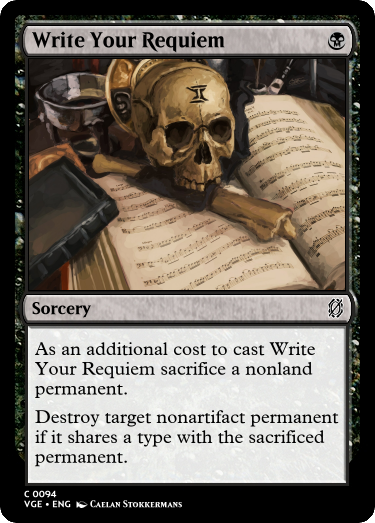 Write Your Requiem
Sorcery
As an additional cost to cast Write
Your Requiem sacrifice a nonland
permanent.
Destroy target nonartifact permanent
if it shares a type with the sacrificed
permanent.
C 0094
VGE • ENG Caelan Stokkermans